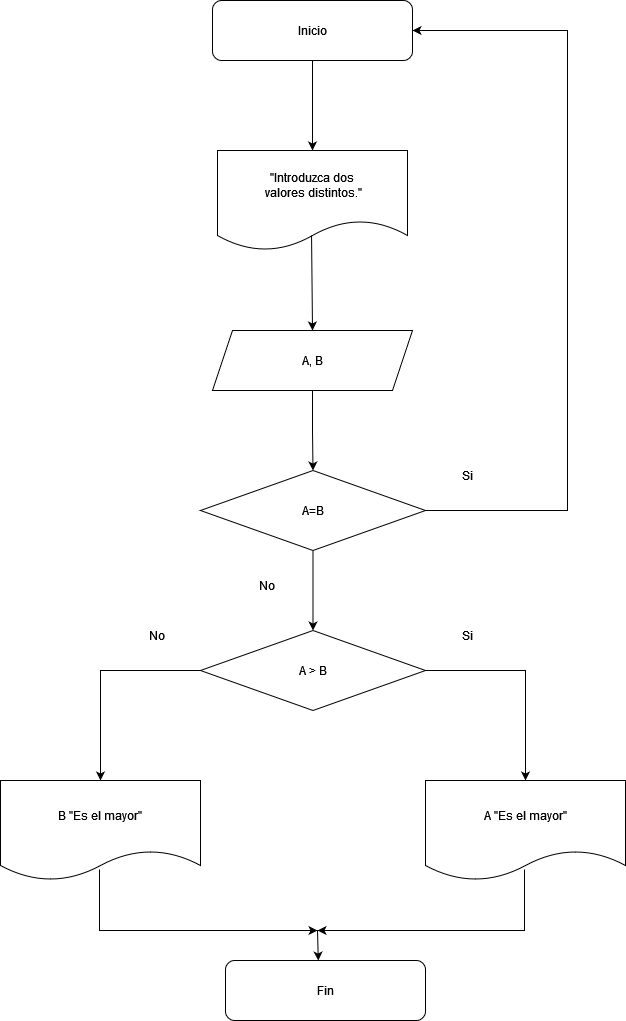 Inicio
"Introduzca dos
valores distintos."
A, B
Si
A=B
No
No
Si
A > B
B "Es el mayor"
A "Es el mayor"
Fin